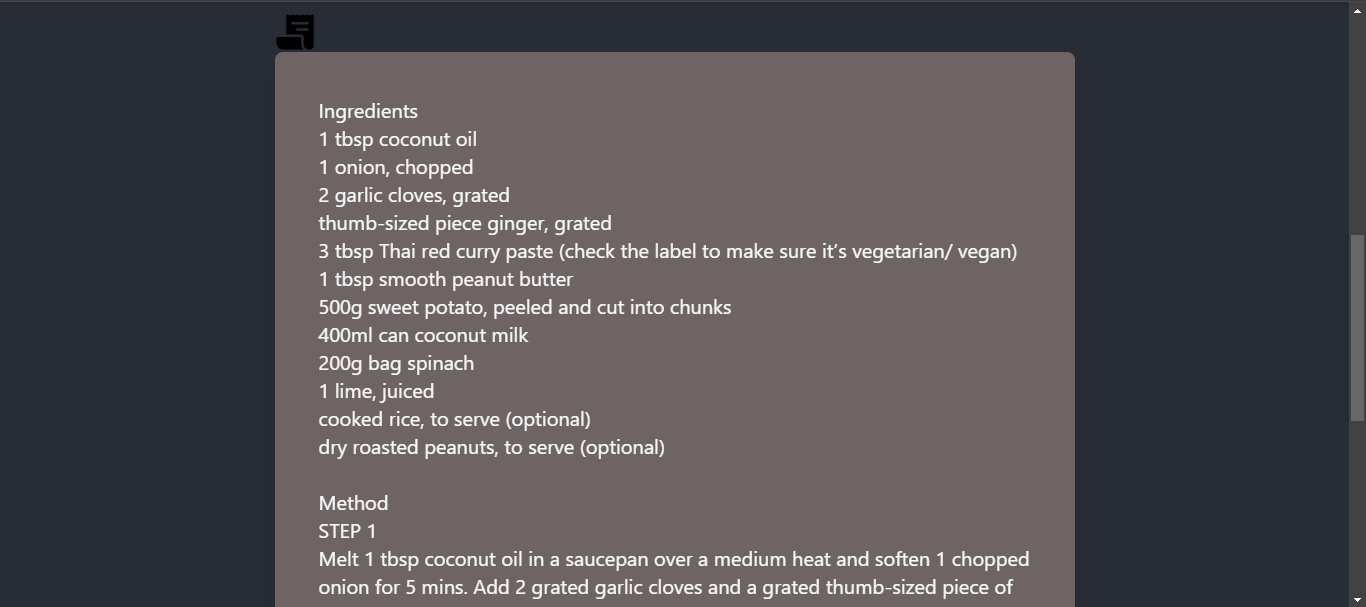 Ingredients
1 tbsp coconut oil
1 onion, chopped
2 garlic cloves, grated
thumb-sized piece ginger, grated
3 tbsp Thai red curry paste (check the label to make sure it’s vegetarian/ vegan)
1 tbsp smooth peanut butter
500g sweet potato, peeled and cut into chunks
400ml can coconut milk
200g bag spinach
1 lime, juiced
cooked rice, to serve (optional)
dry roasted peanuts, to serve (optional)
Method
STEP 1
Melt 1 tbsp coconut oil in a saucepan over a medium heat and soften 1 chopped
onion for 5 mins. Add 2 grated garlic cloves and a grated thumb-sized piece of